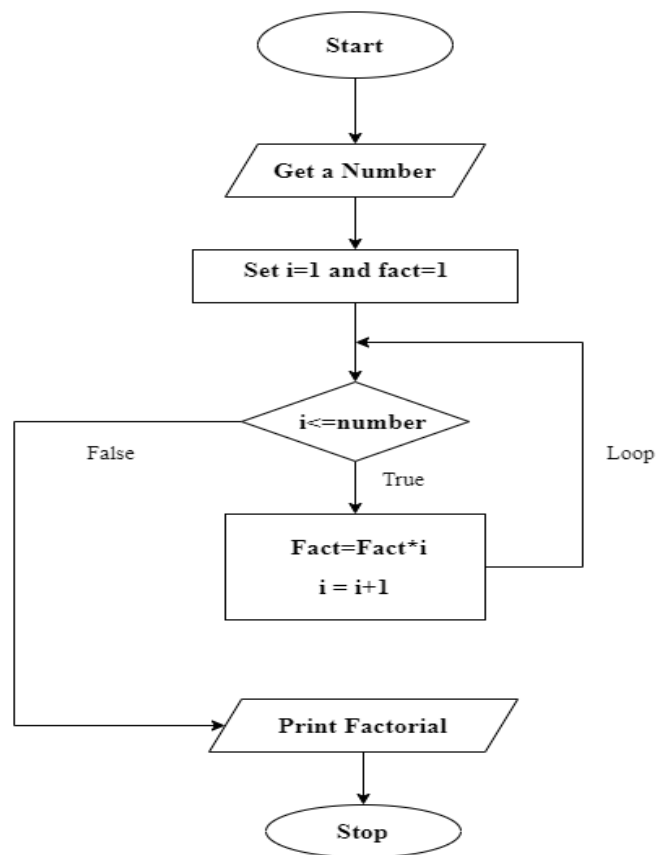 Start
Get a Number
Set i=1 and fact=1
i<=number
False
Loop
True
Fact=Fact*i
i = i+1
Print Factorial
Stop